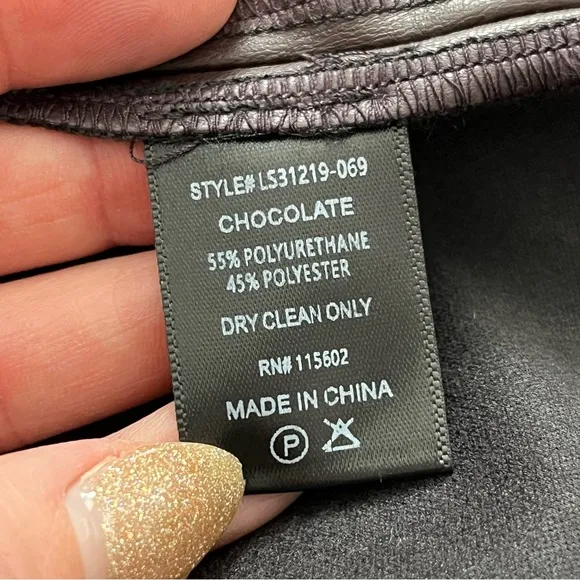 STYLE# LS31219-069
CHOCOLATE
55% POLYURETHANE
45% POLYESTER
DRY CLEAN ONLY
RN# 115602
MADE IN CHINA
P